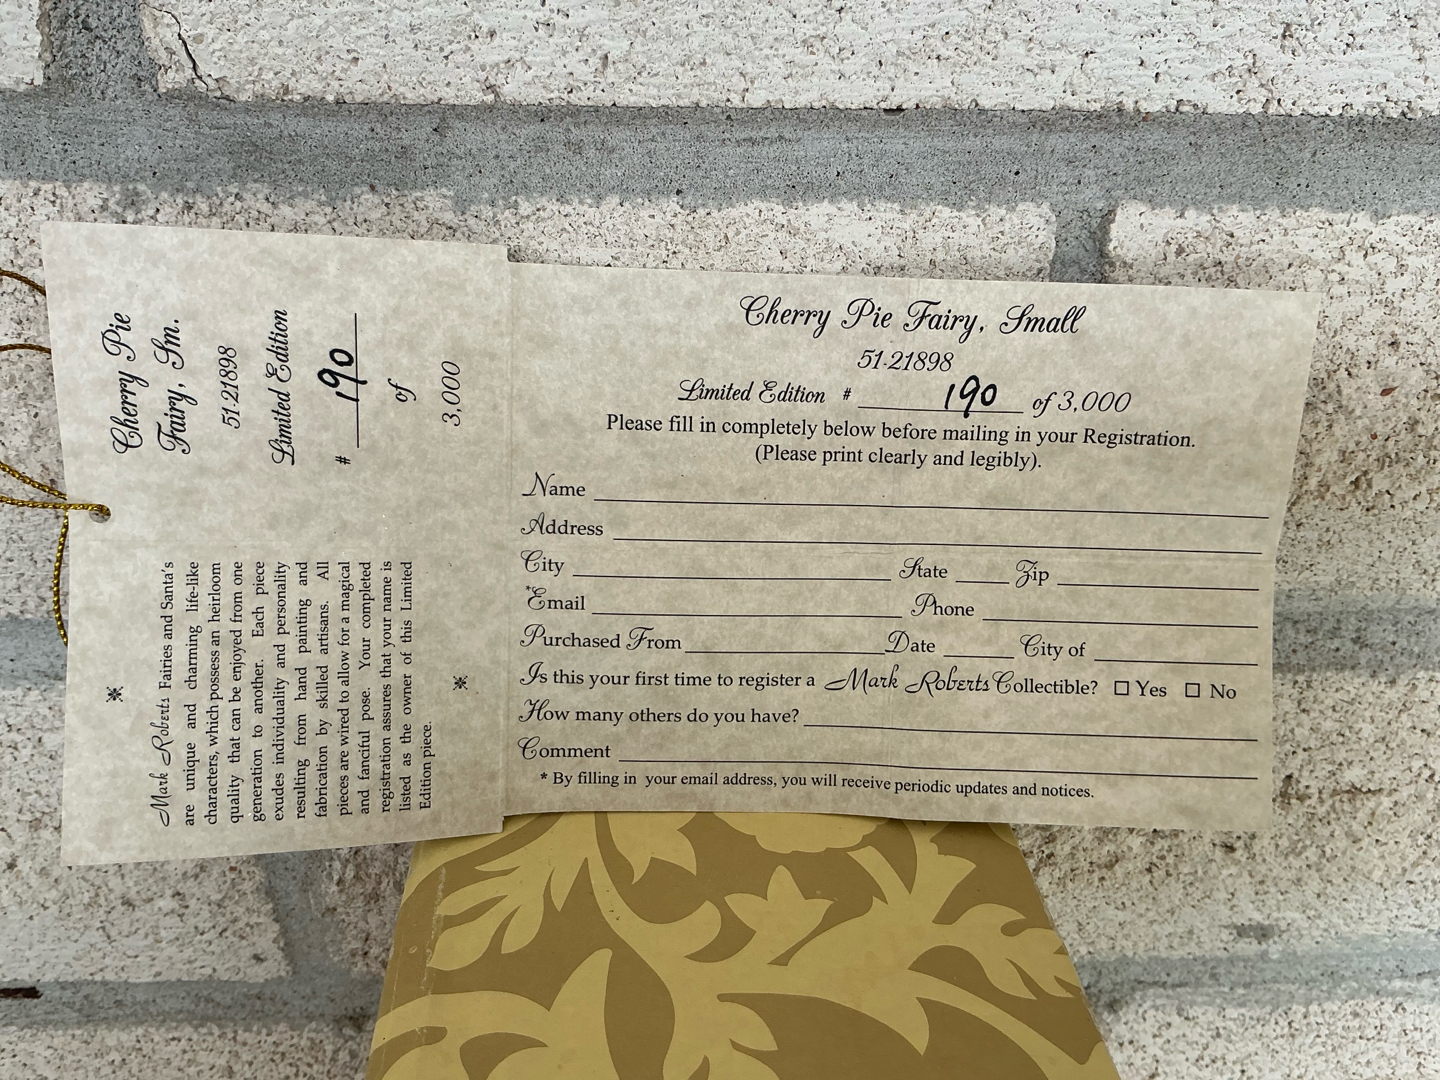 Cherry Pie
Fairy, Sm.
51-21898
Limited Edition
# 190
of
3,000
Mark Roberts Fairies and Santa's
are unique and charming life-like
characters, which possess an heirloom
quality that can be enjoyed from one
generation to another. Each piece
exudes individuality and personality
resulting from hand painting and
fabrication by skilled artisans. All
pieces are wired to allow for a magical
and fanciful pose. Your completed
registration assures that your name is
listed as the owner of this Limited
Edition piece.
Cherry Pie Fairy, Small
51-21898
Limited Edition # 190 of 3,000
Please fill in completely below before mailing in your Registration.
(Please print clearly and legibly).
Name
Address
City State Zip
*Email Phone
Purchased From Date City of
Is this your first time to register a Mark Roberts Collectible? ☐ Yes ☐ No
How many others do you have?
Comment
* By filling in your email address, you will receive periodic updates and notices.